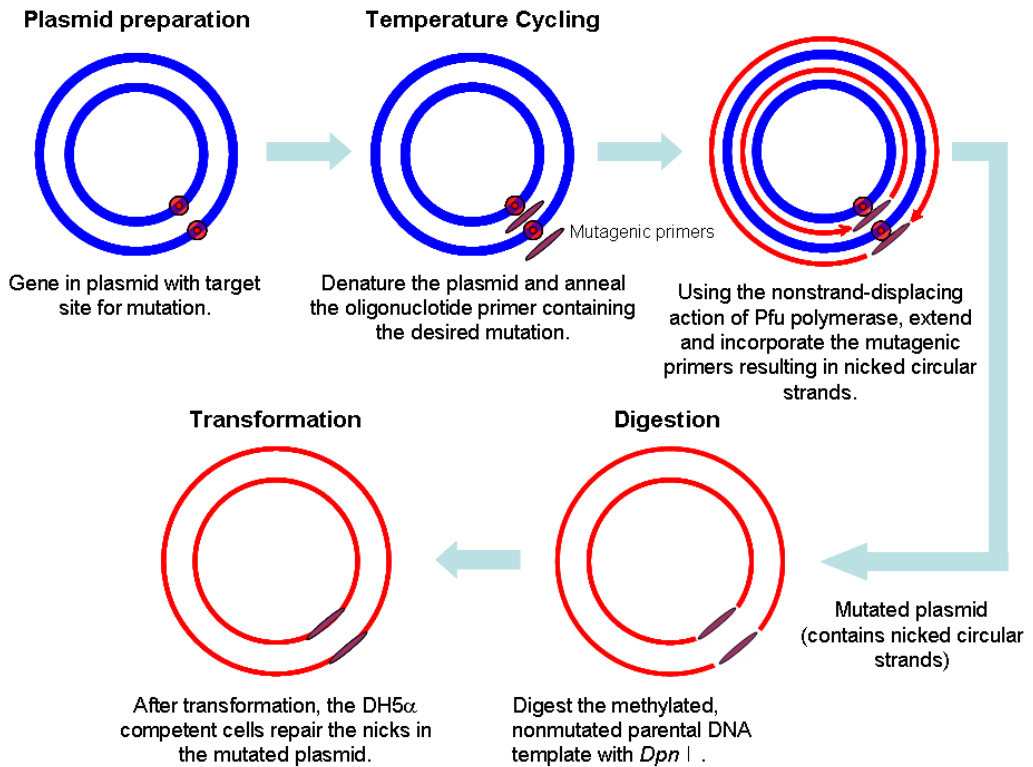 Plasmid preparation
Temperature Cycling
Mutagenic primers
Gene in plasmid with target
site for mutation.
Denature the plasmid and anneal
the oligonuclotide primer containing
the desired mutation.
Using the nonstrand-displacing
action of Pfu polymerase, extend
and incorporate the mutagenic
primers resulting in nicked circular
strands.
Transformation
Digestion
Mutated plasmid
(contains nicked circular
strands)
After transformation, the DH5α
competent cells repair the nicks in
the mutated plasmid.
Digest the methylated,
nonmutated parental DNA
template with Dpn I .